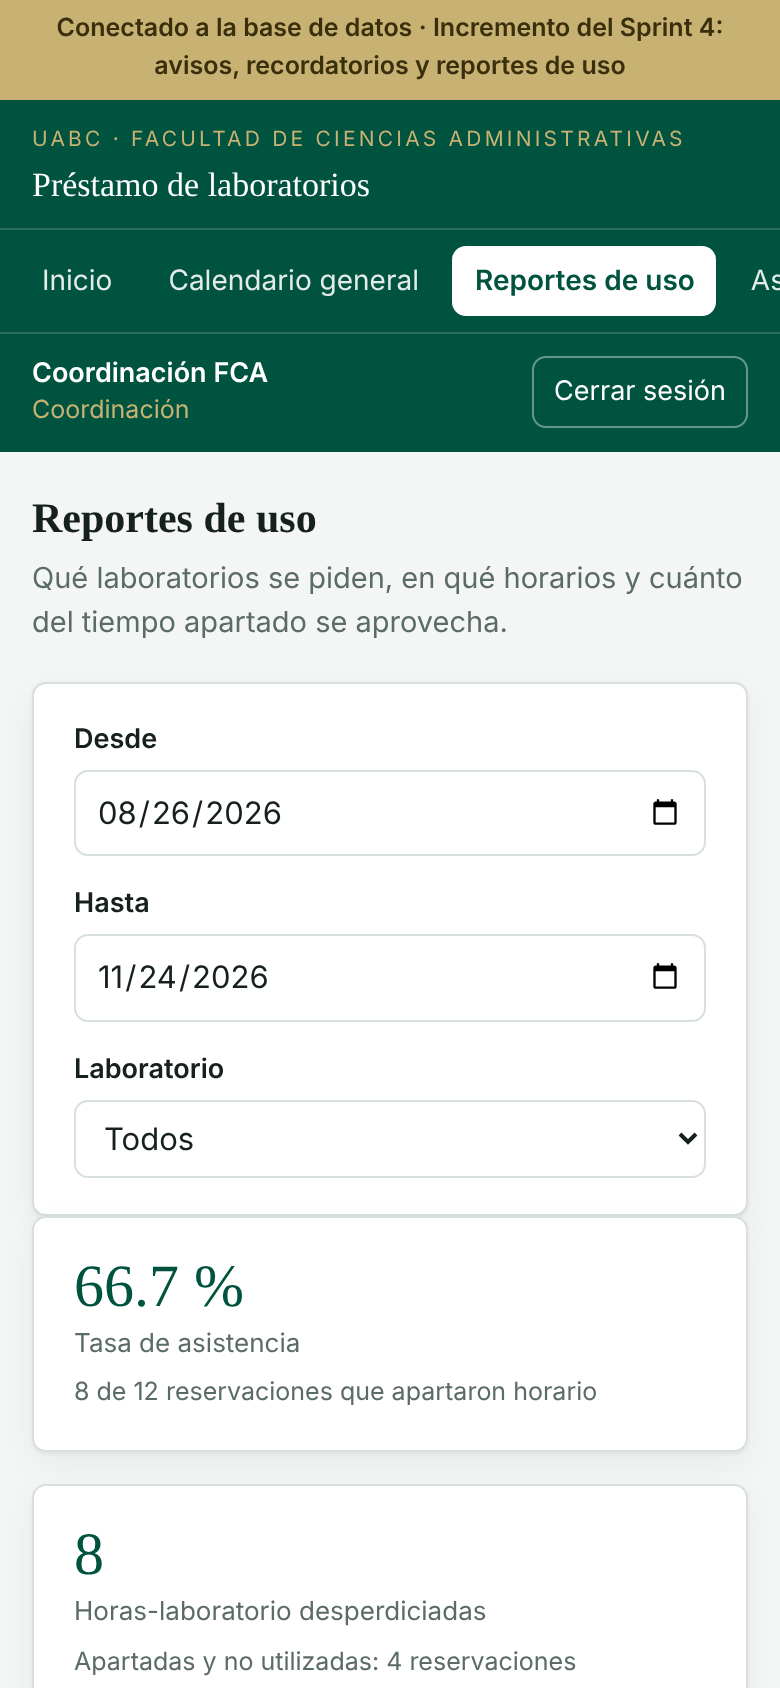 Conectado a la base de datos · Incremento del Sprint 4:
avisos, recordatorios y reportes de uso
UABC · FACULTAD DE CIENCIAS ADMINISTRATIVAS
Préstamo de laboratorios
Inicio Calendario general Reportes de uso As
Coordinación FCA
Coordinación
Cerrar sesión
Reportes de uso
Qué laboratorios se piden, en qué horarios y cuánto
del tiempo apartado se aprovecha.
Desde
08/26/2026
Hasta
11/24/2026
Laboratorio
Todos
66.7 %
Tasa de asistencia
8 de 12 reservaciones que apartaron horario
8
Horas-laboratorio desperdiciadas
Apartadas y no utilizadas: 4 reservaciones